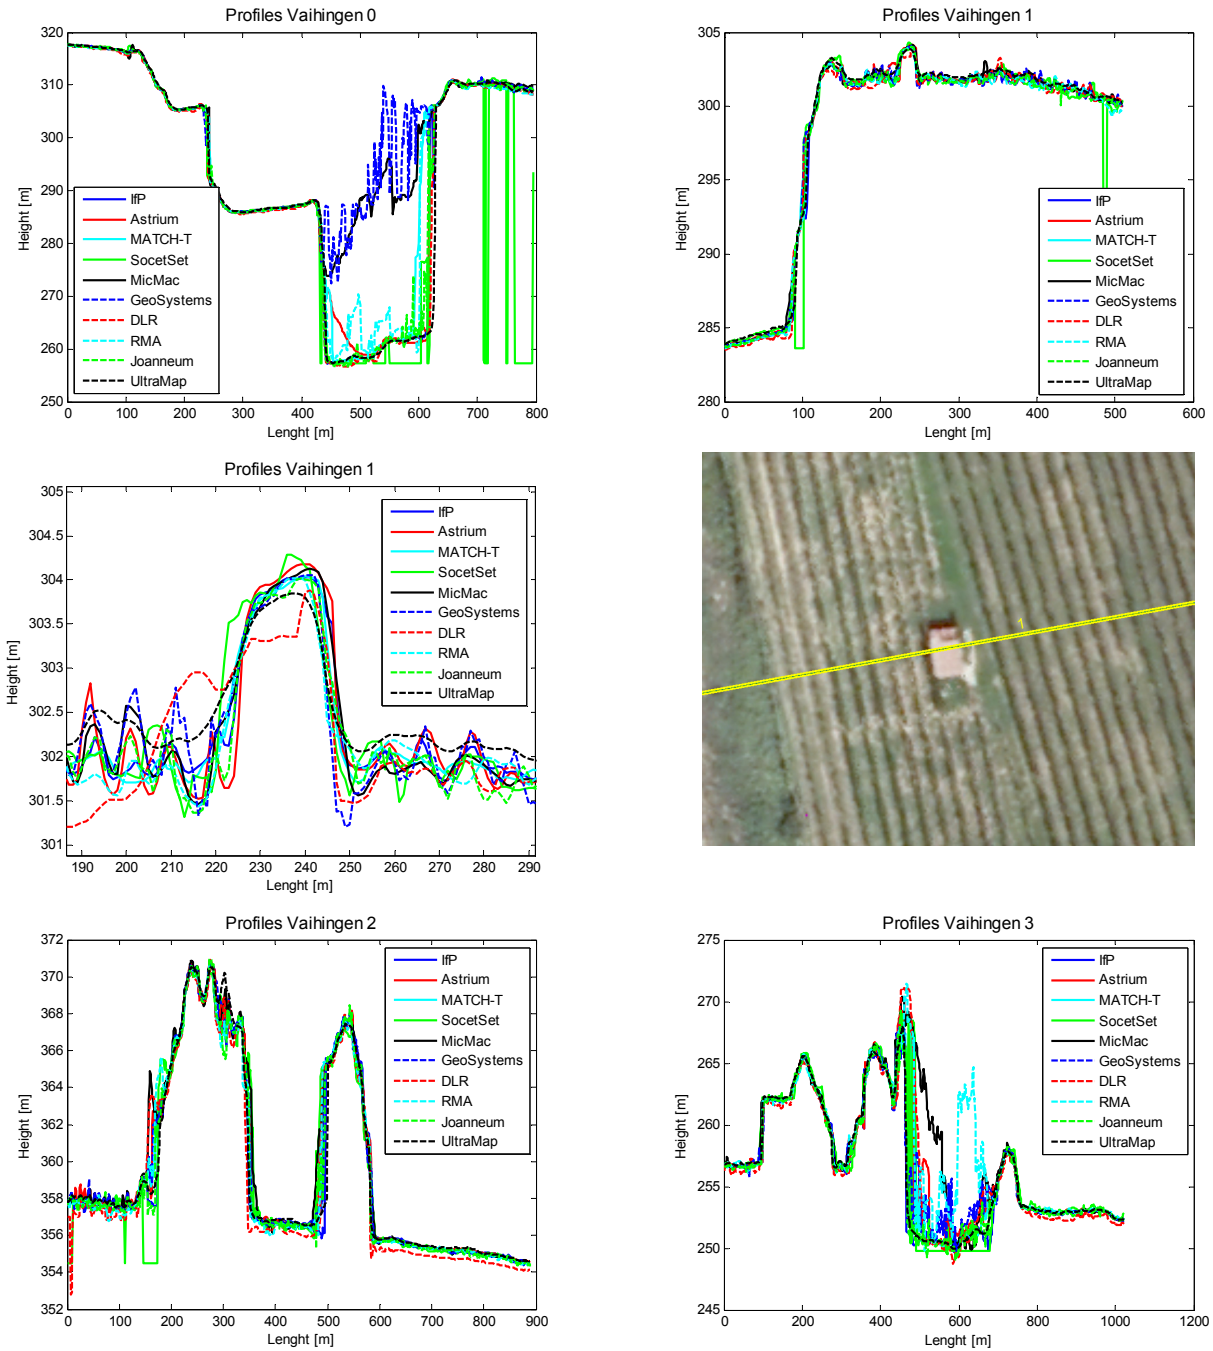 Profiles Vaihingen 0
320
310
300
290
280
270
260
250
Height [m]
0 100 200 300 400 500 600 700 800
Lenght [m]
IfP
Astrium
MATCH-T
SocetSet
MicMac
GeoSystems
DLR
RMA
Joanneum
UltraMap
Profiles Vaihingen 1
305
300
295
290
285
280
Height [m]
0 100 200 300 400 500 600
Lenght [m]
IfP
Astrium
MATCH-T
SocetSet
MicMac
GeoSystems
DLR
RMA
Joanneum
UltraMap
Profiles Vaihingen 1
305
304.5
304
303.5
303
302.5
302
301.5
301
Height [m]
190 200 210 220 230 240 250 260 270 280 290
Lenght [m]
IfP
Astrium
MATCH-T
SocetSet
MicMac
GeoSystems
DLR
RMA
Joanneum
UltraMap
1
Profiles Vaihingen 2
372
370
368
366
364
362
360
358
356
354
352
Height [m]
0 100 200 300 400 500 600 700 800 900
Lenght [m]
IfP
Astrium
MATCH-T
SocetSet
MicMac
GeoSystems
DLR
RMA
Joanneum
UltraMap
Profiles Vaihingen 3
275
270
265
260
255
250
245
Height [m]
0 200 400 600 800 1000 1200
Lenght [m]
IfP
Astrium
MATCH-T
SocetSet
MicMac
GeoSystems
DLR
RMA
Joanneum
UltraMap